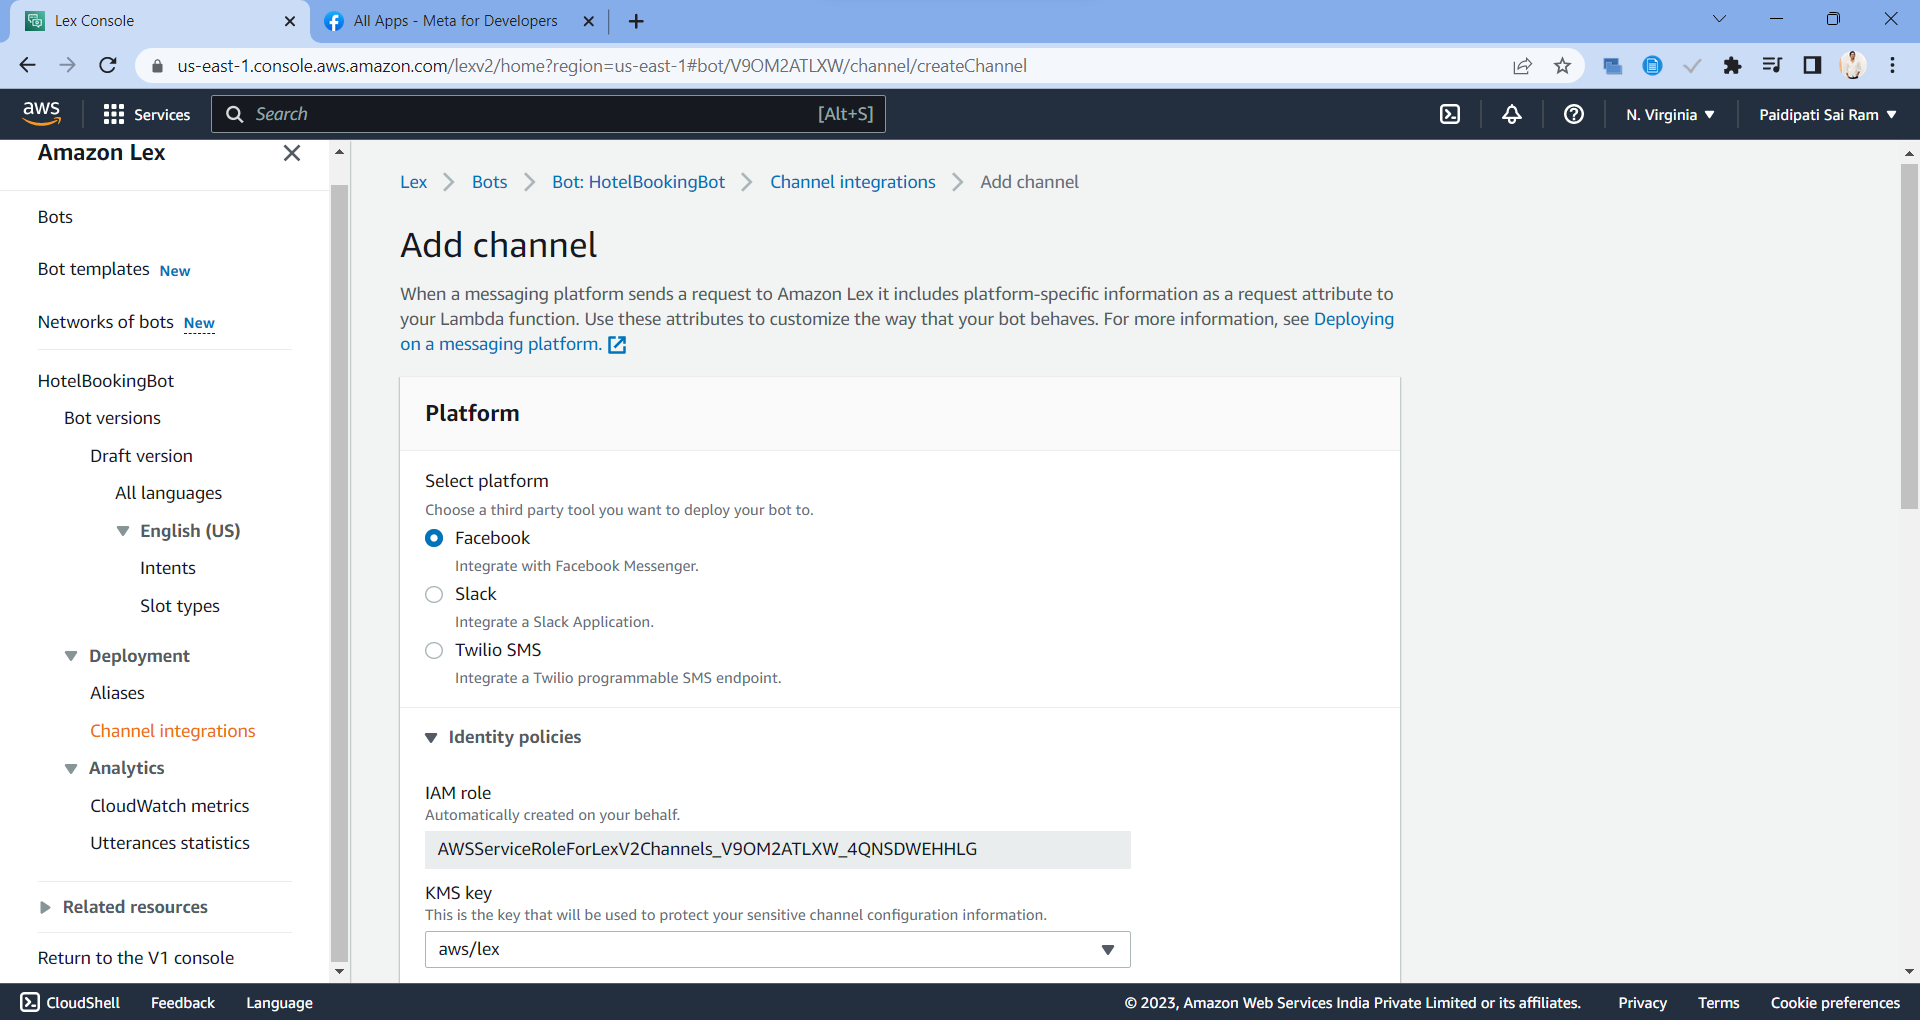 Lex Console
All Apps - Meta for Developers
us-east-1.console.aws.amazon.com/lexv2/home?region=us-east-1#bot/V9OM2ATLXW/channel/createChannel
aws
Services
Search
[Alt+S]
N. Virginia
Paidipati Sai Ram
Amazon Lex
Bots
Bot templates New
Networks of bots New
HotelBookingBot
Bot versions
Draft version
All languages
English (US)
Intents
Slot types
Deployment
Aliases
Channel integrations
Analytics
CloudWatch metrics
Utterances statistics
Related resources
Return to the V1 console
Lex Bots Bot: HotelBookingBot Channel integrations Add channel
Add channel
When a messaging platform sends a request to Amazon Lex it includes platform-specific information as a request attribute to
your Lambda function. Use these attributes to customize the way that your bot behaves. For more information, see Deploying
on a messaging platform.
Platform
Select platform
Choose a third party tool you want to deploy your bot to.
Facebook
Integrate with Facebook Messenger.
Slack
Integrate a Slack Application.
Twilio SMS
Integrate a Twilio programmable SMS endpoint.
Identity policies
IAM role
Automatically created on your behalf.
AWSServiceRoleForLexV2Channels_V9OM2ATLXW_4QNSDWEHHLG
KMS key
This is the key that will be used to protect your sensitive channel configuration information.
aws/lex
CloudShell
Feedback
Language
© 2023, Amazon Web Services India Private Limited or its affiliates.
Privacy
Terms
Cookie preferences